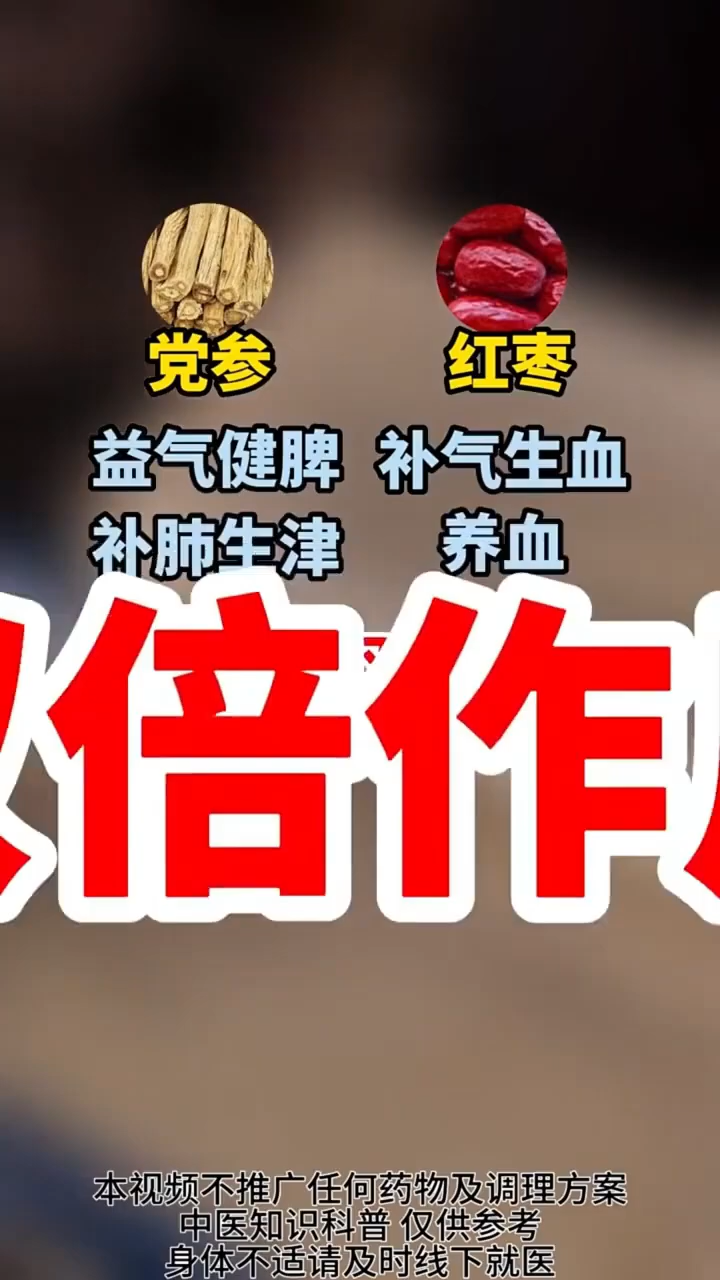 党参
红枣
益气健脾
补气生血
补肺生津
养血
倍作
本视频不推广任何药物及调理方案
中医知识科普 仅供参考
身体不适请及时线下就医